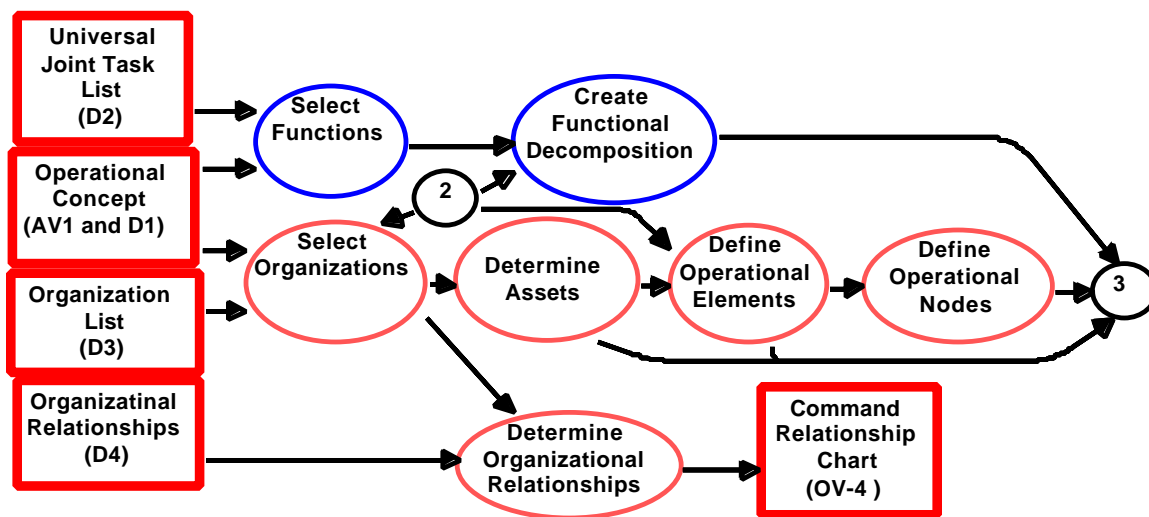 Universal
Joint Task
List
(D2)
Operational
Concept
(AV1 and D1)
Organization
List
(D3)
Organizatinal
Relationships
(D4)
Select
Functions
Create
Functional
Decomposition
2
Select
Organizations
Determine
Assets
Define
Operational
Elements
Define
Operational
Nodes
3
Determine
Organizational
Relationships
Command
Relationship
Chart
(OV-4 )